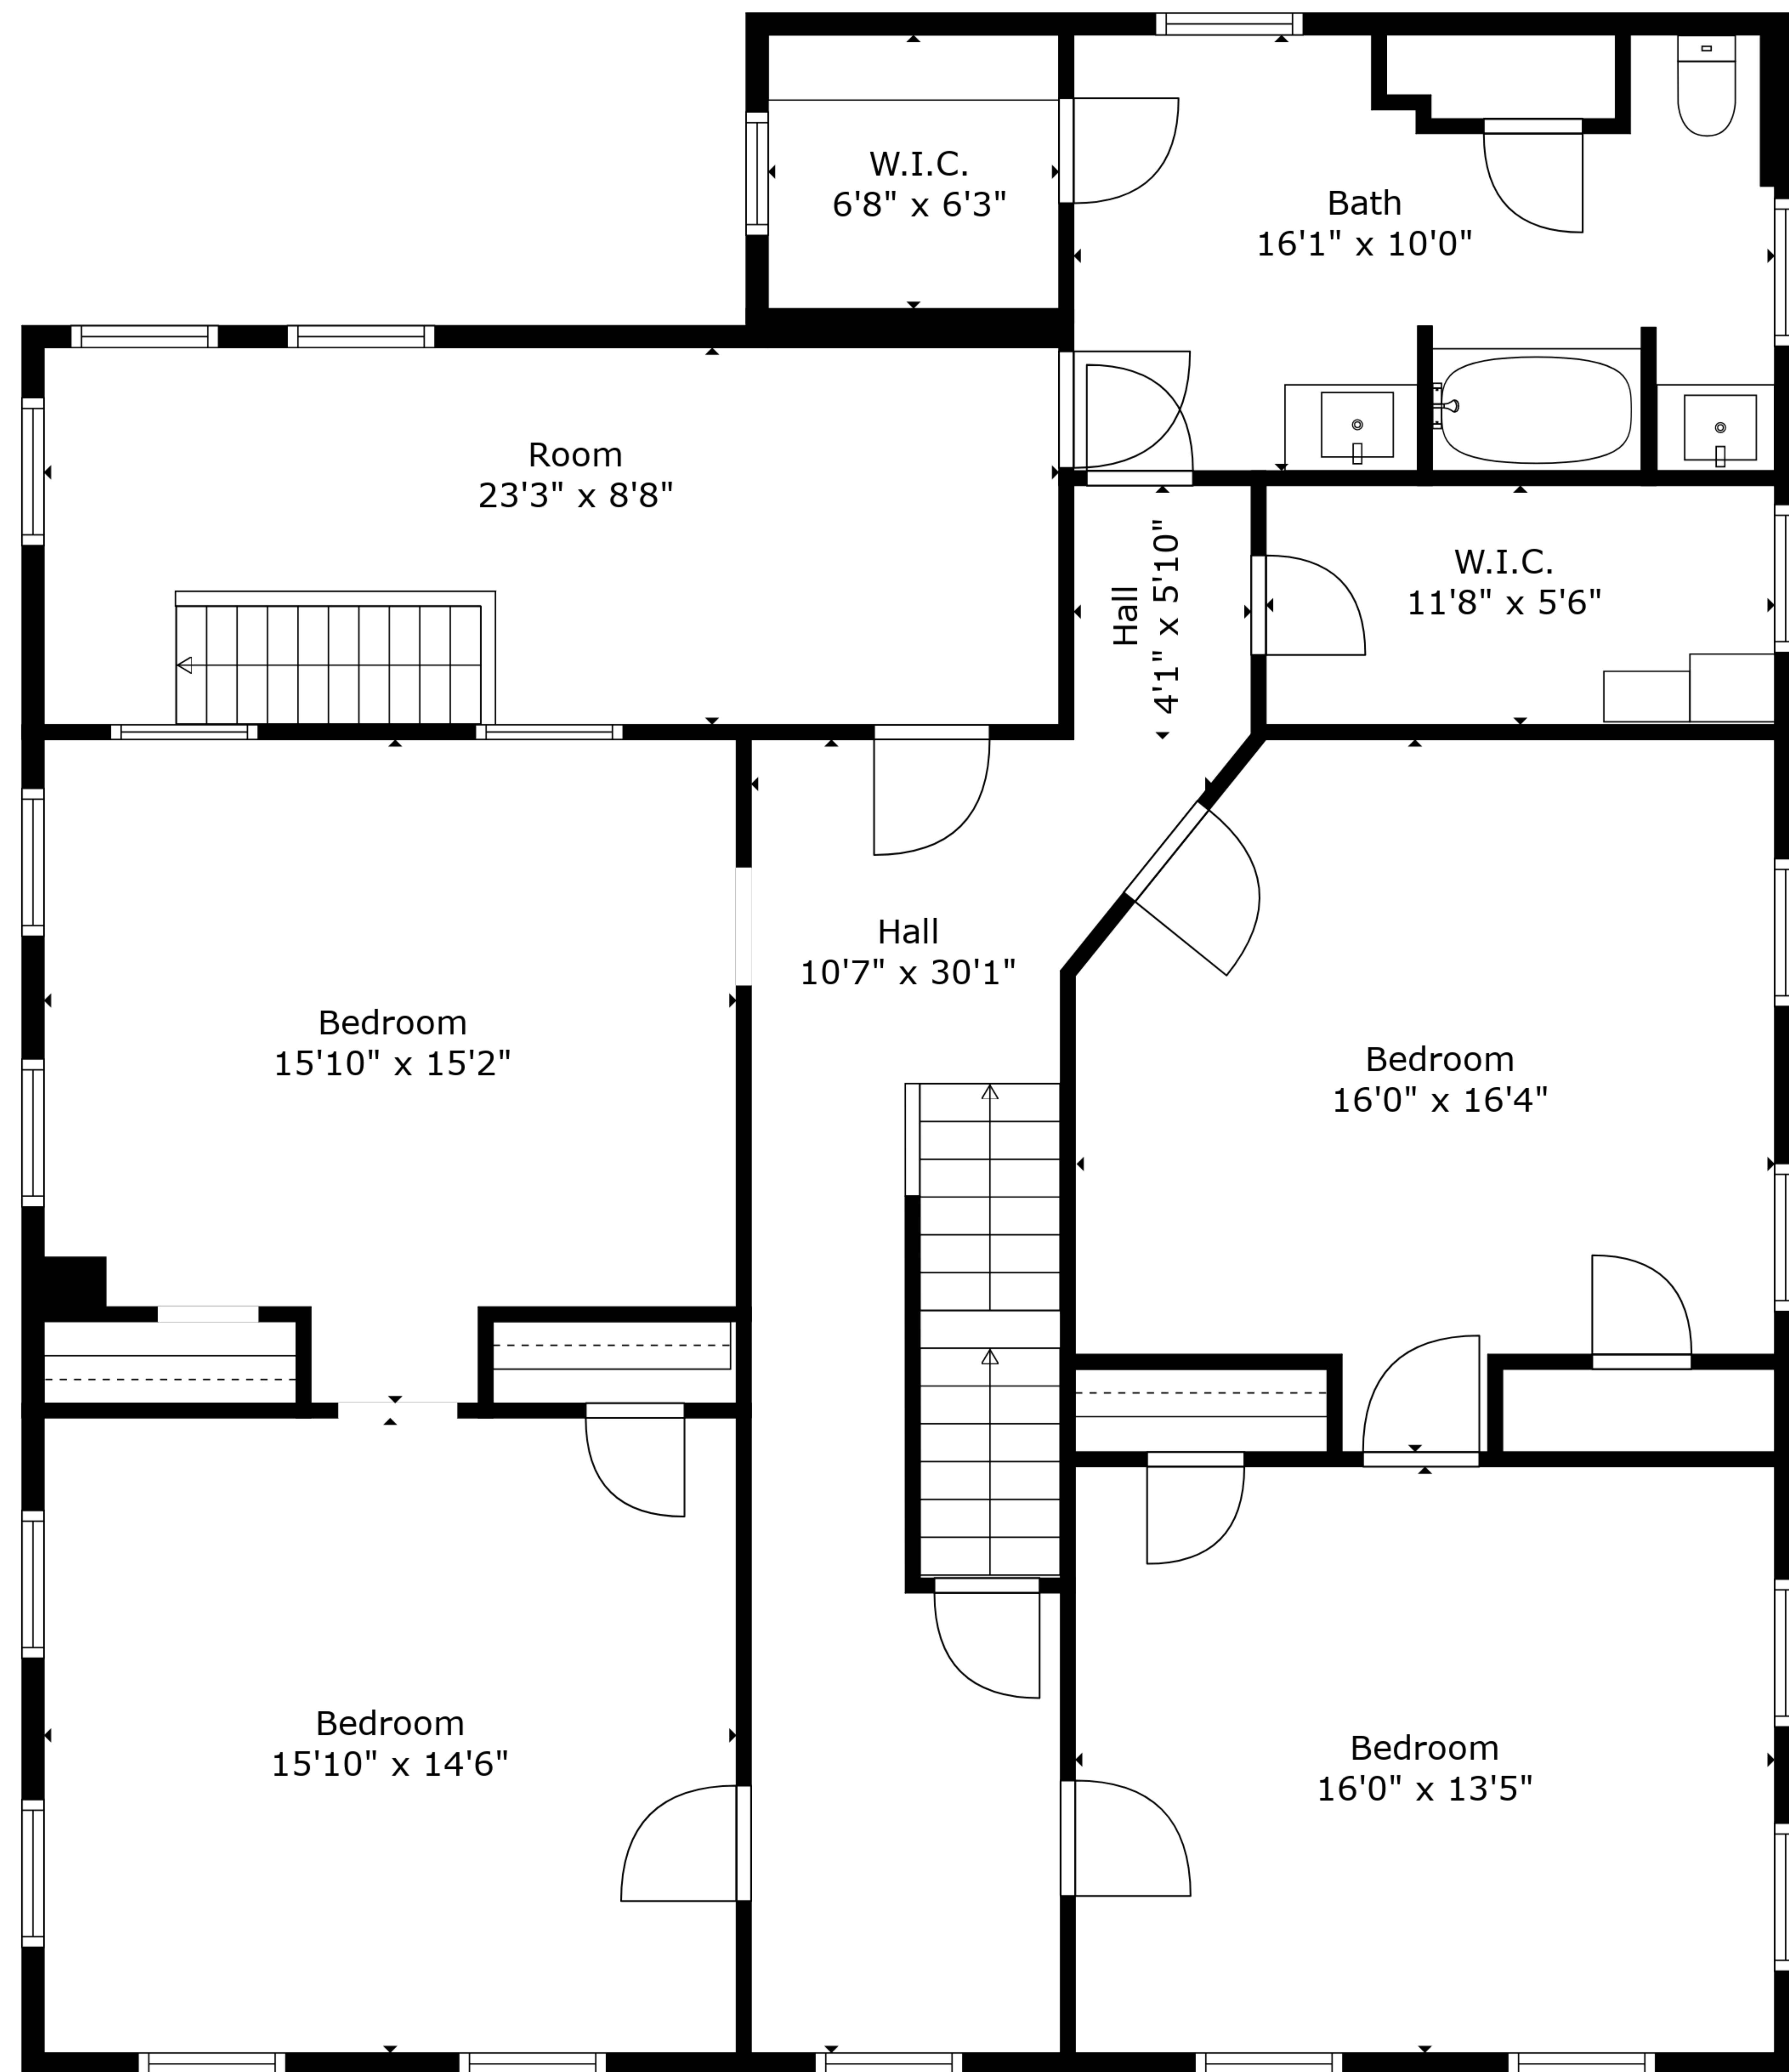 W.I.C.
6'8" x 6'3"
Bath
16'1" x 10'0"
Room
23'3" x 8'8"
Hall
4'1" x 5'10"
W.I.C.
11'8" x 5'6"
Hall
10'7" x 30'1"
Bedroom
15'10" x 15'2"
Bedroom
16'0" x 16'4"
Bedroom
15'10" x 14'6"
Bedroom
16'0" x 13'5"